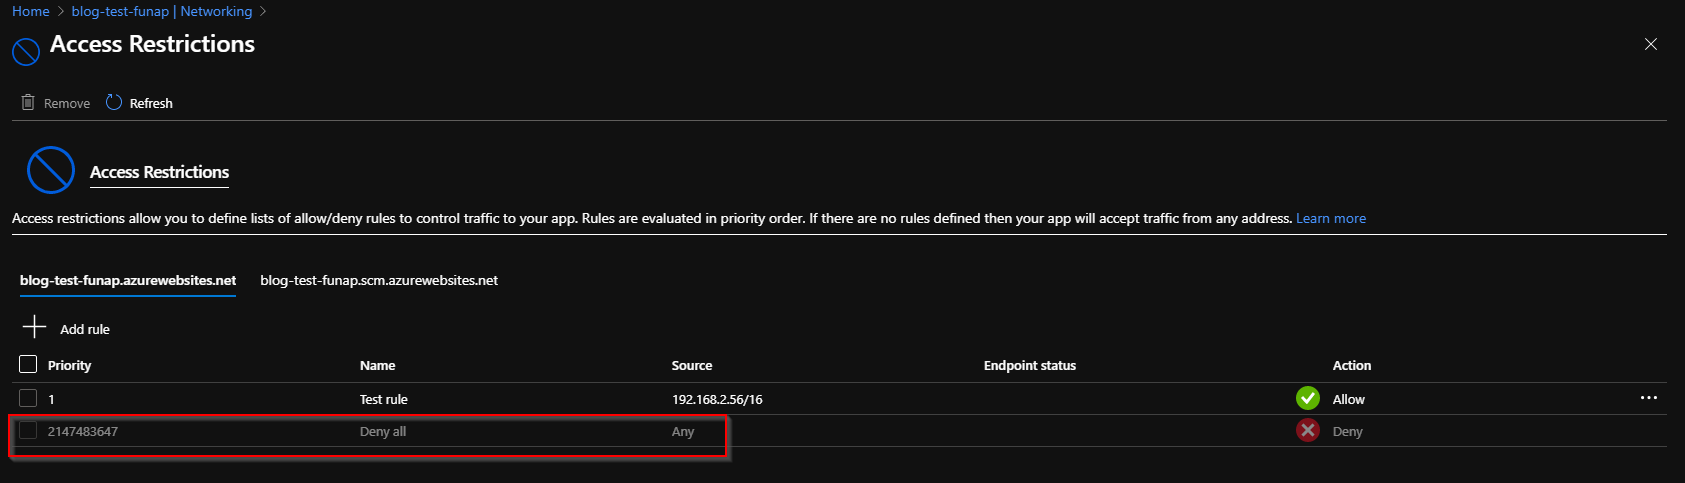 Home > blog-test-funap | Networking >
Access Restrictions
Remove Refresh
Access Restrictions
Access restrictions allow you to define lists of allow/deny rules to control traffic to your app. Rules are evaluated in priority order. If there are no rules defined then your app will accept traffic from any address. Learn more
blog-test-funap.azurewebsites.net blog-test-funap.scm.azurewebsites.net
Add rule
Priority Name Source Endpoint status Action
1 Test rule 192.168.2.56/16 Allow
2147483647 Deny all Any Deny